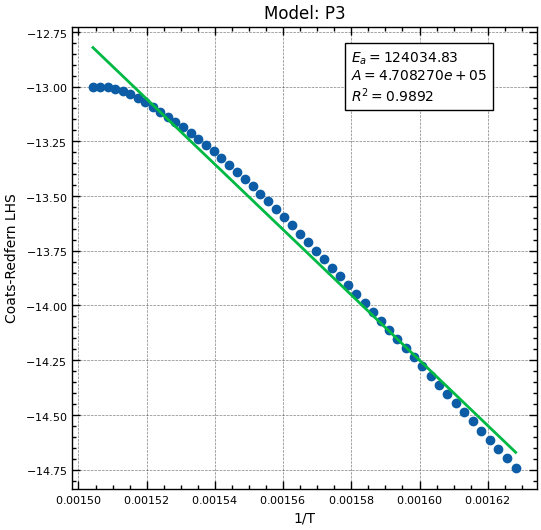 Model: P3
Coats-Redfern LHS
−12.75
−13.00
−13.25
−13.50
−13.75
−14.00
−14.25
−14.50
−14.75
E_a = 124034.83
A = 4.708270e + 05
R² = 0.9892
0.00150 0.00152 0.00154 0.00156 0.00158 0.00160 0.00162
1/T